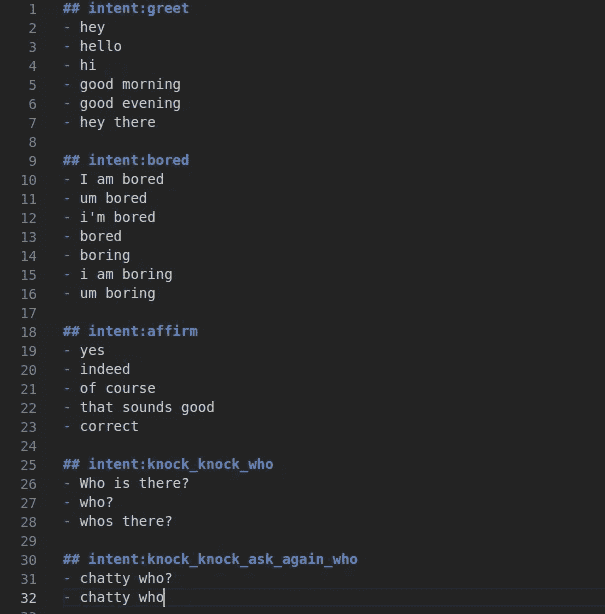 1 ## intent:greet
2 - hey
3 - hello
4 - hi
5 - good morning
6 - good evening
7 - hey there
8
9 ## intent:bored
10 - I am bored
11 - um bored
12 - i'm bored
13 - bored
14 - boring
15 - i am boring
16 - um boring
17
18 ## intent:affirm
19 - yes
20 - indeed
21 - of course
22 - that sounds good
23 - correct
24
25 ## intent:knock_knock_who
26 - Who is there?
27 - who?
28 - whos there?
29
30 ## intent:knock_knock_ask_again_who
31 - chatty who?
32 - chatty who